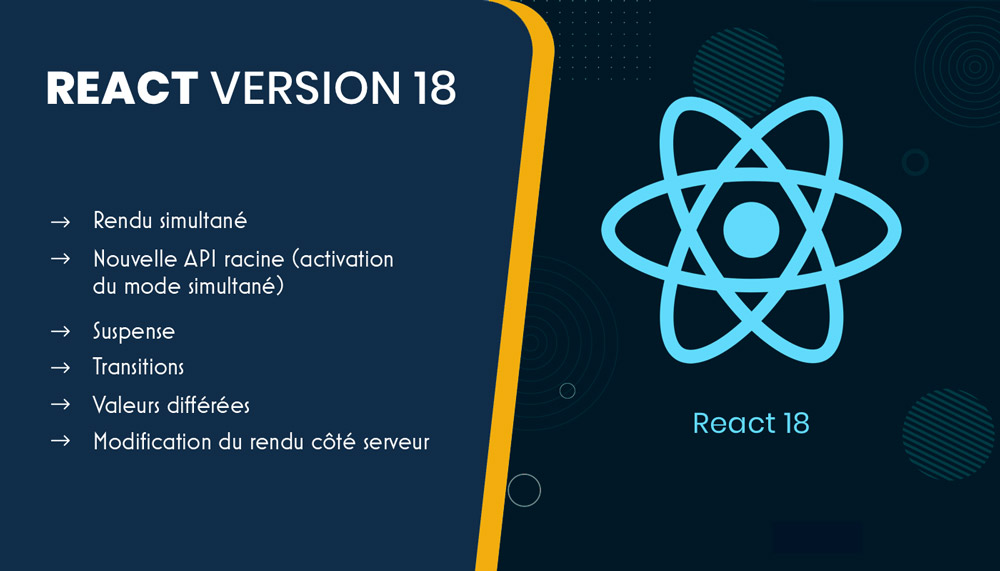 REACT VERSION 18
→ Rendu simultané
→ Nouvelle API racine (activation
du mode simultané)
→ Suspense
→ Transitions
→ Valeurs différées
→ Modification du rendu côté serveur
React 18